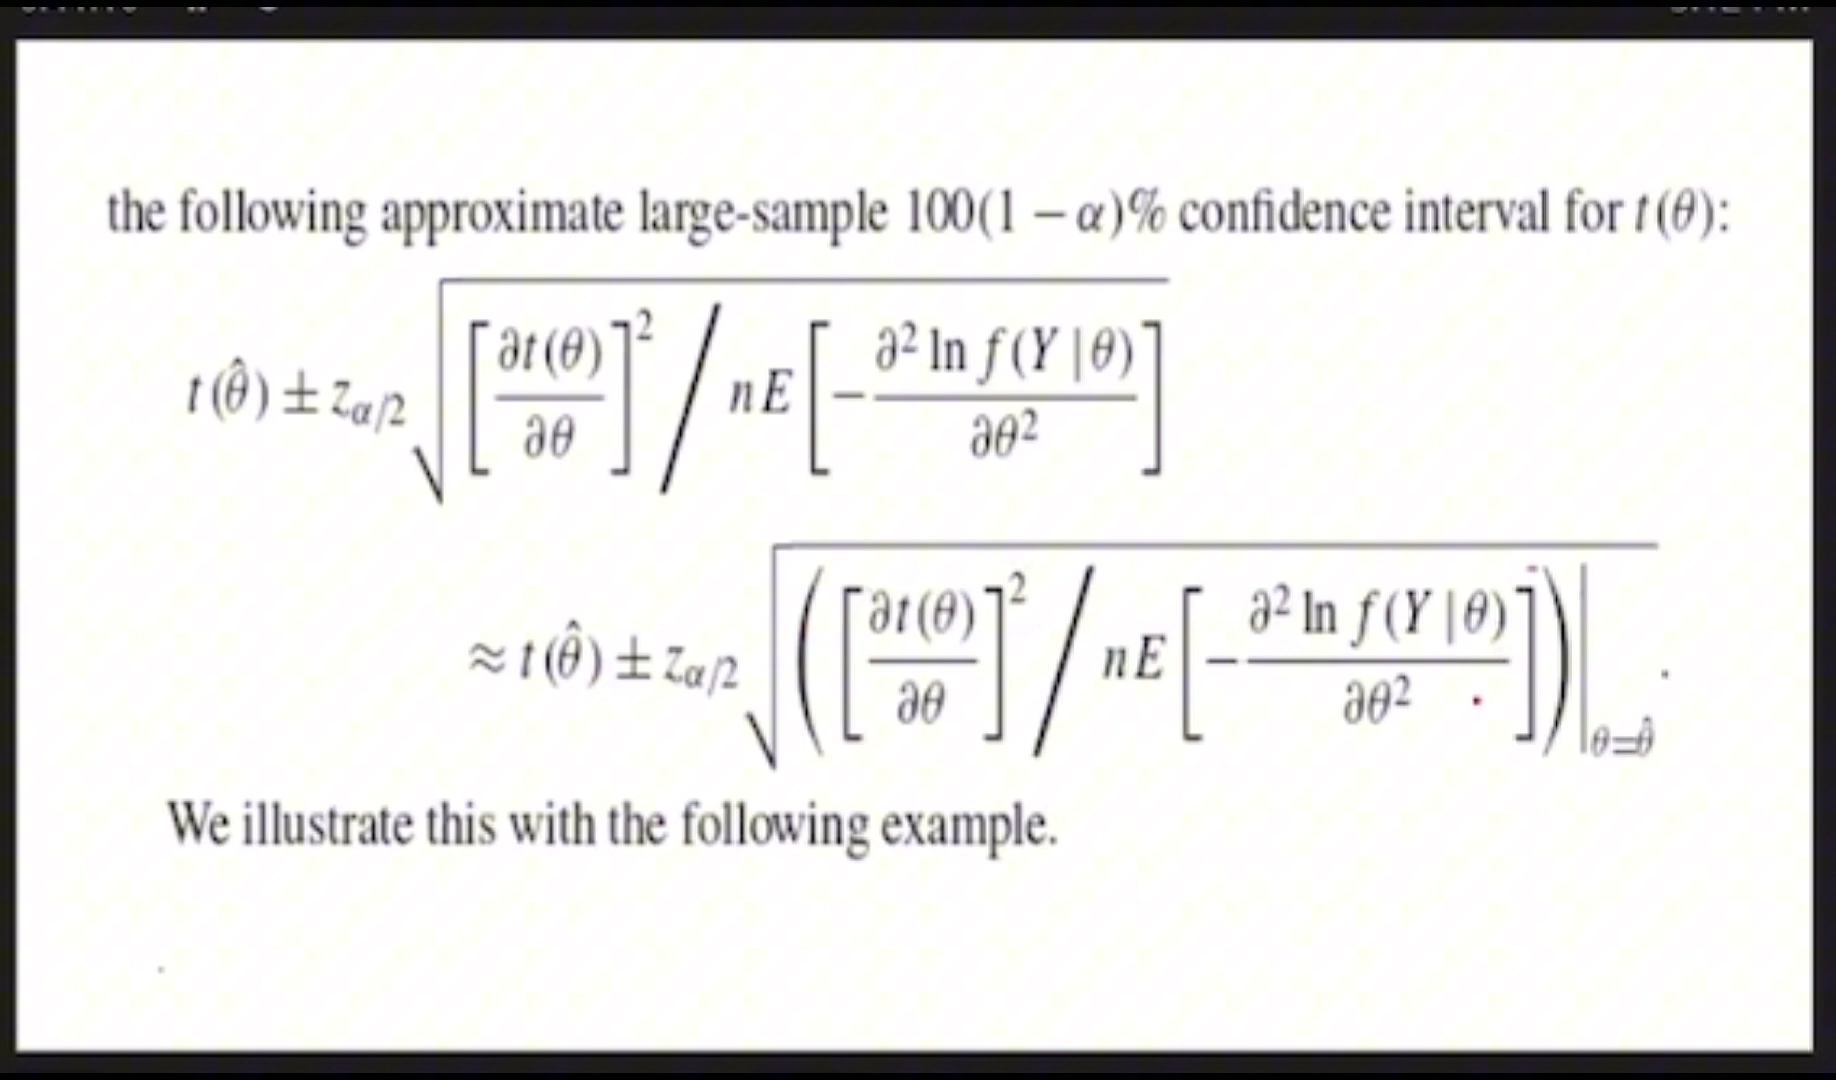 the following approximate large-sample 100(1 − α)% confidence interval for t(θ):
t(θ̂) ± z_{α/2} √([∂t(θ)/∂θ]² / nE[−∂² ln f(Y|θ)/∂θ²])
≈ t(θ̂) ± z_{α/2} √(([∂t(θ)/∂θ]² / nE[−∂² ln f(Y|θ)/∂θ²])|_{θ=θ̂}) .
We illustrate this with the following example.